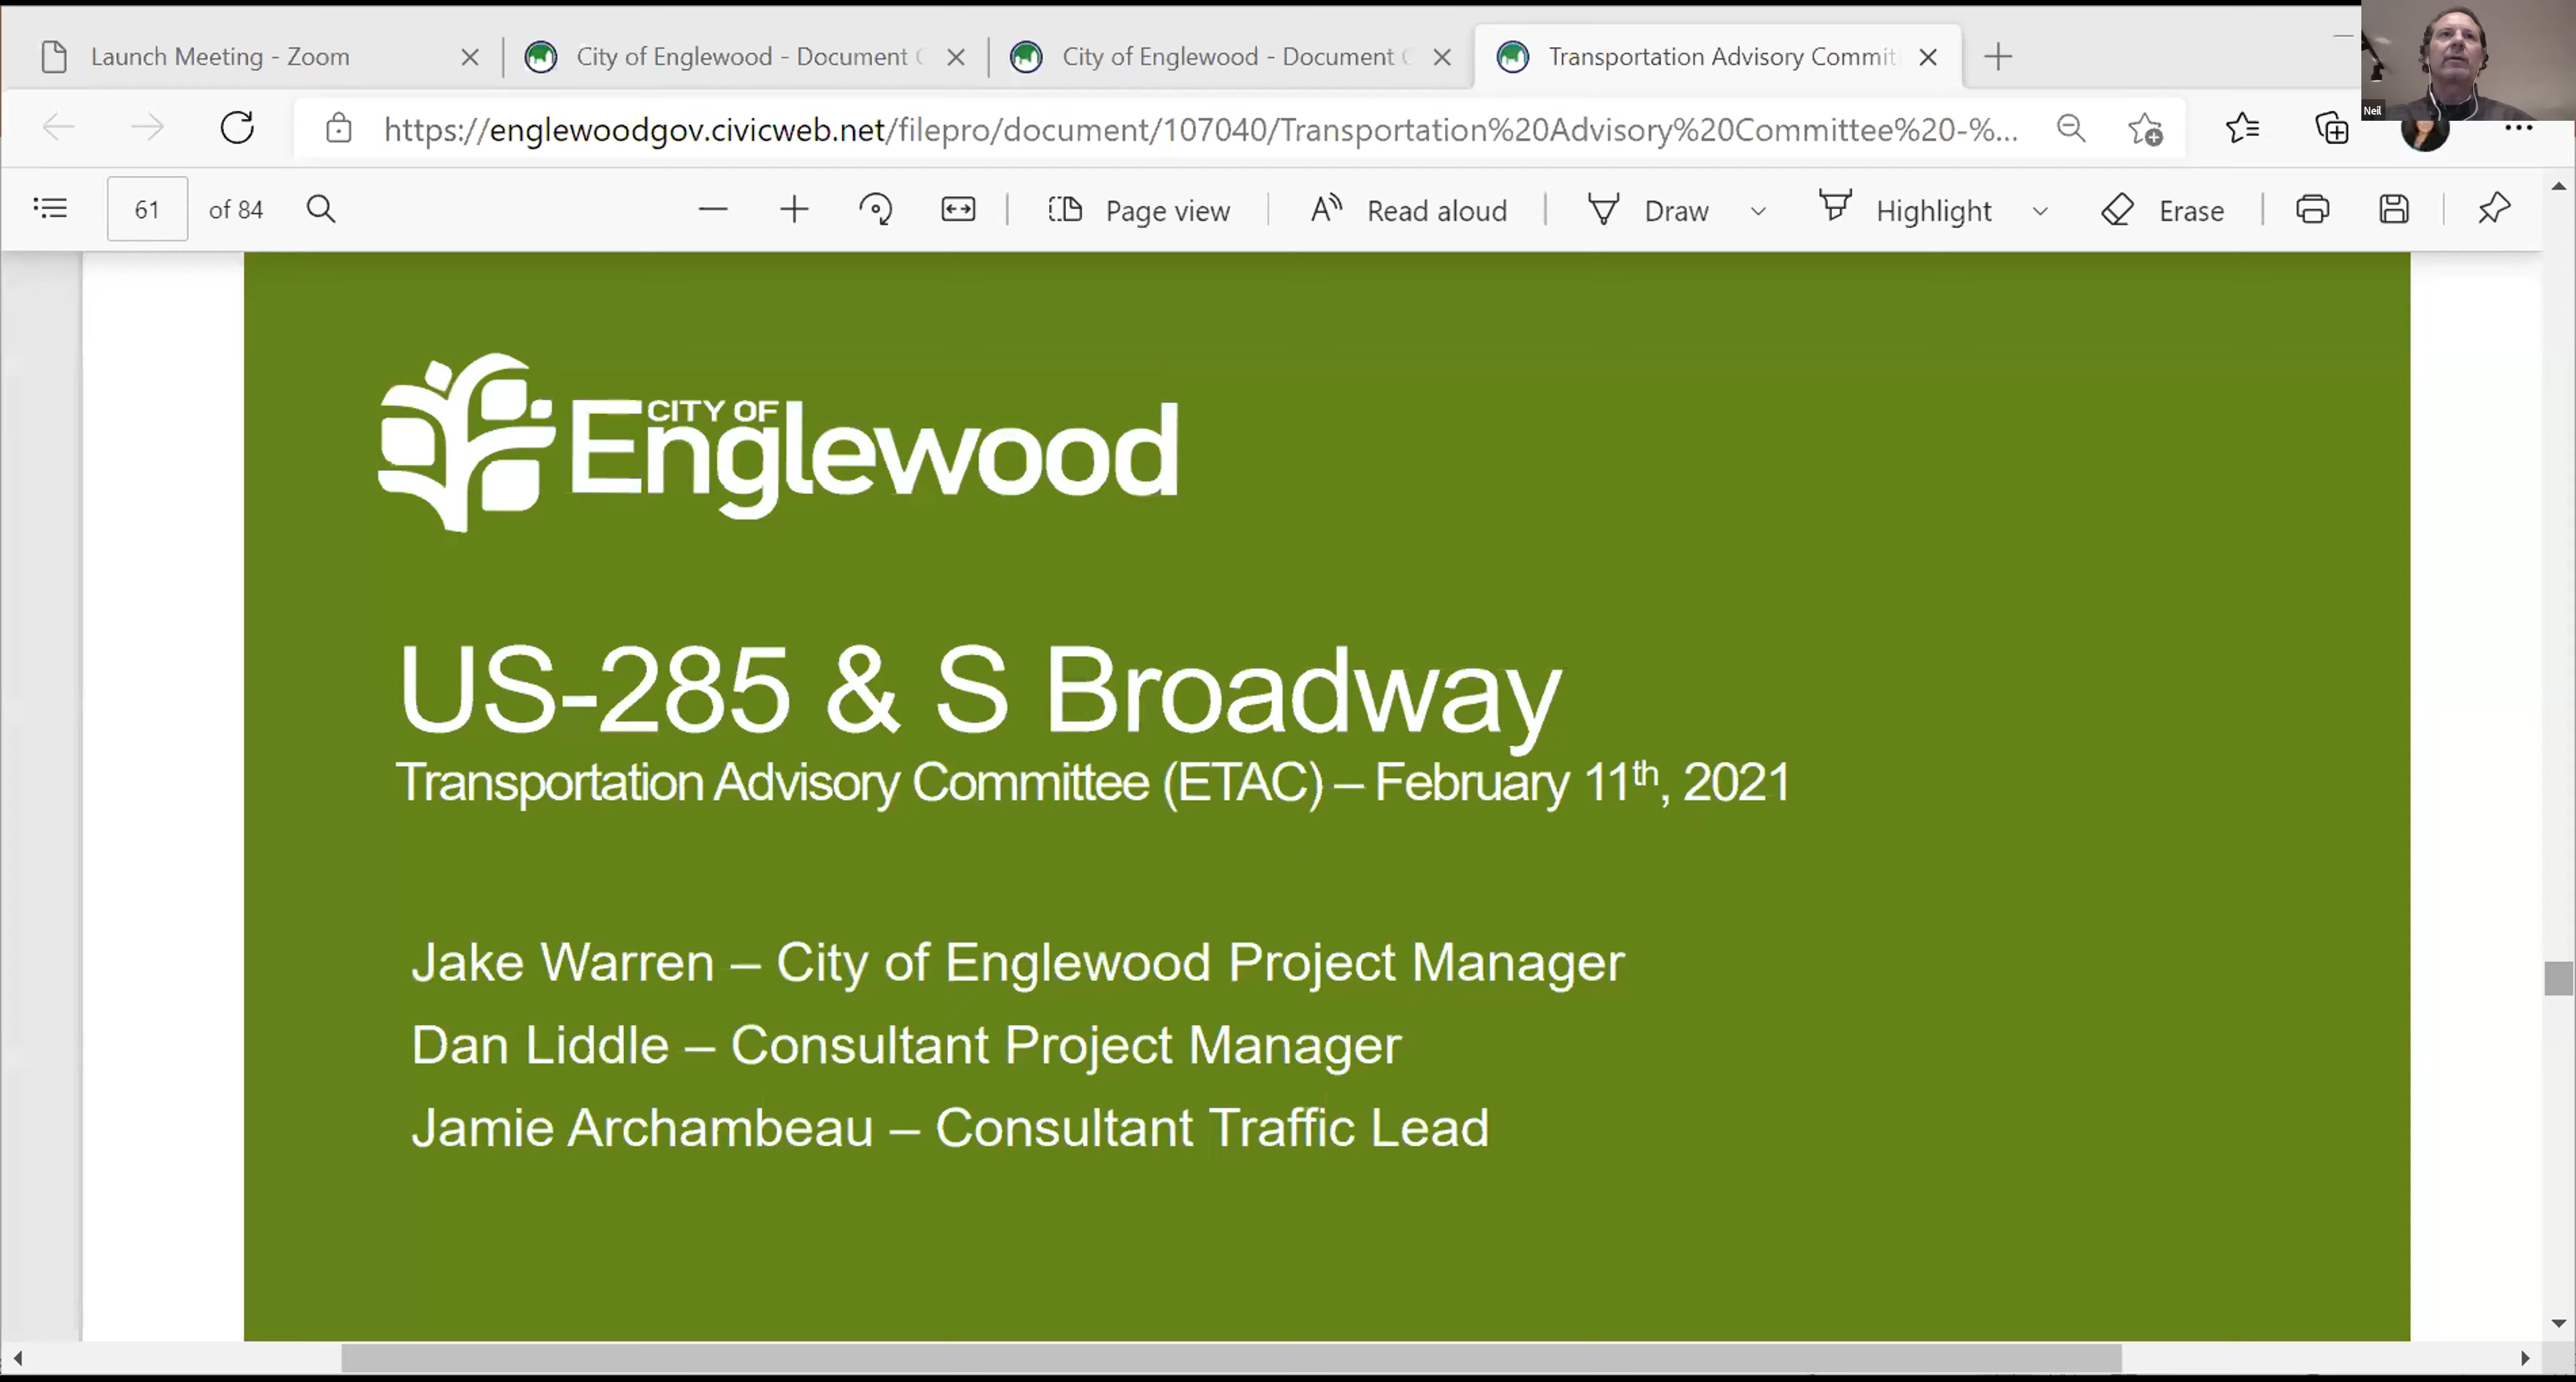 Launch Meeting - Zoom
City of Englewood - Document C
City of Englewood - Document C
Transportation Advisory Commit
Neil
https://englewoodgov.civicweb.net/filepro/document/107040/Transportation%20Advisory%20Committee%20-%...
61 of 84
Page view
Read aloud
Draw
Highlight
Erase
CITY OF
Englewood
US-285 & S Broadway
Transportation Advisory Committee (ETAC) – February 11th, 2021
Jake Warren – City of Englewood Project Manager
Dan Liddle – Consultant Project Manager
Jamie Archambeau – Consultant Traffic Lead